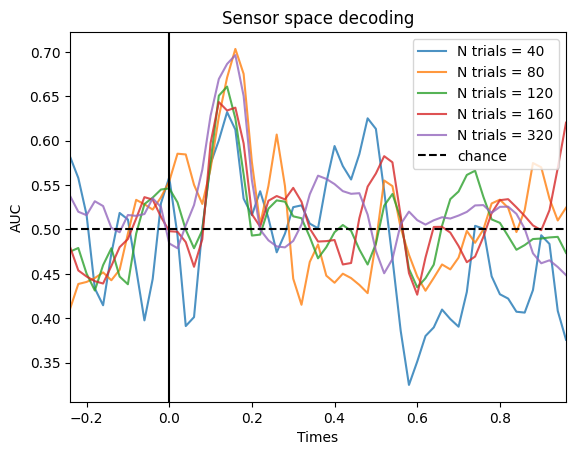 Sensor space decoding
N trials = 40
N trials = 80
N trials = 120
N trials = 160
N trials = 320
chance
AUC
0.70
0.65
0.60
0.55
0.50
0.45
0.40
0.35
−0.2 0.0 0.2 0.4 0.6 0.8
Times